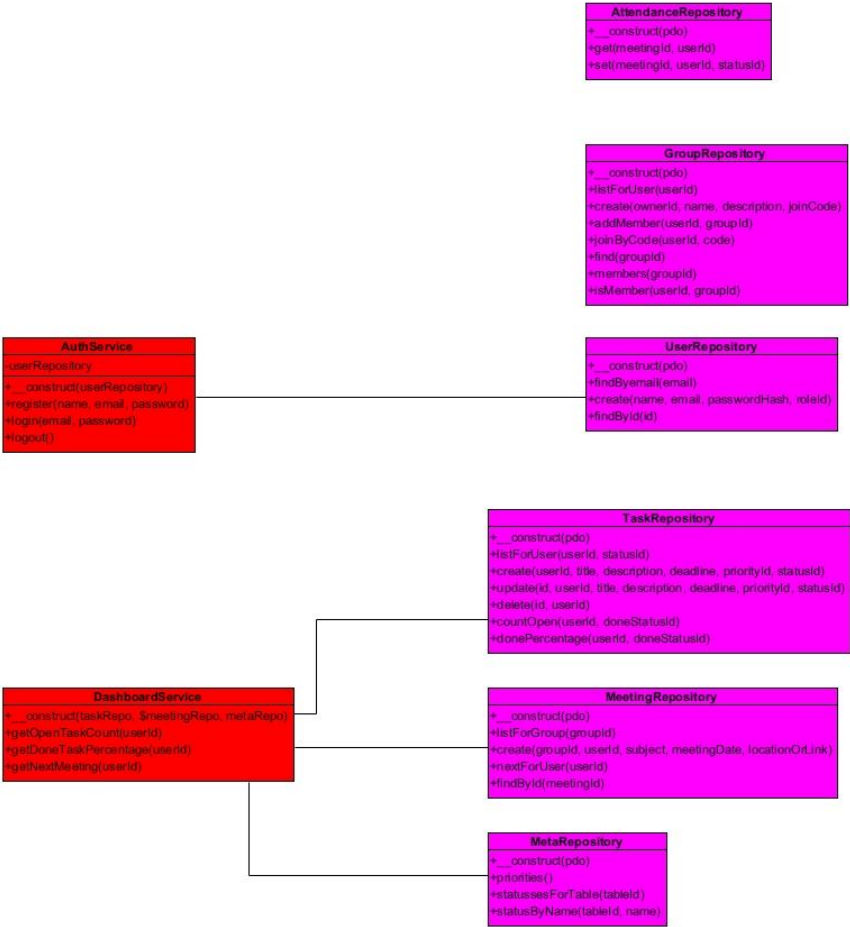 AttendanceRepository
+__construct(pdo)
+get(meetingId, userId)
+set(meetingId, userId, statusId)
GroupRepository
+__construct(pdo)
+listForUser(userId)
+create(ownerId, name, description, joinCode)
+addMember(userId, groupId)
+joinByCode(userId, code)
+find(groupId)
+members(groupId)
+isMember(userId, groupId)
AuthService
-userRepository
+__construct(userRepository)
+register(name, email, password)
+login(email, password)
+logout()
UserRepository
+__construct(pdo)
+findByemail(email)
+create(name, email, passwordHash, roleId)
+findById(id)
TaskRepository
+__construct(pdo)
+listForUser(userId, statusId)
+create(userId, title, description, deadline, priorityId, statusId)
+update(id, userId, title, description, deadline, priorityId, statusId)
+delete(id, userId)
+countOpen(userId, doneStatusId)
+donePercentage(userId, doneStatusId)
DashboardService
+__construct(taskRepo, $meetingRepo, metaRepo)
+getOpenTaskCount(userId)
+getDoneTaskPercentage(userId)
+getNextMeeting(userId)
MeetingRepository
+__construct(pdo)
+listForGroup(groupId)
+create(groupId, userId, subject, meetingDate, locationOrLink)
+nextForUser(userId)
+findById(meetingId)
MetaRepository
+__construct(pdo)
+priorities()
+statussesForTable(tableId)
+statusByName(tableId, name)